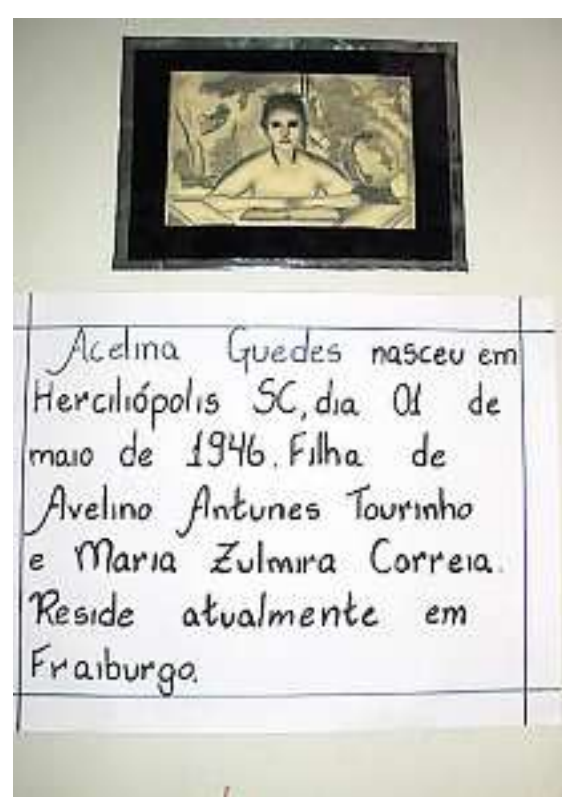 Acelina Guedes nasceu em
Herciliópolis SC, dia 01 de
maio de 1946. Filha de
Avelino Antunes Tourinho
e Maria Zulmira Correia.
Reside atualmente em
Fraiburgo.